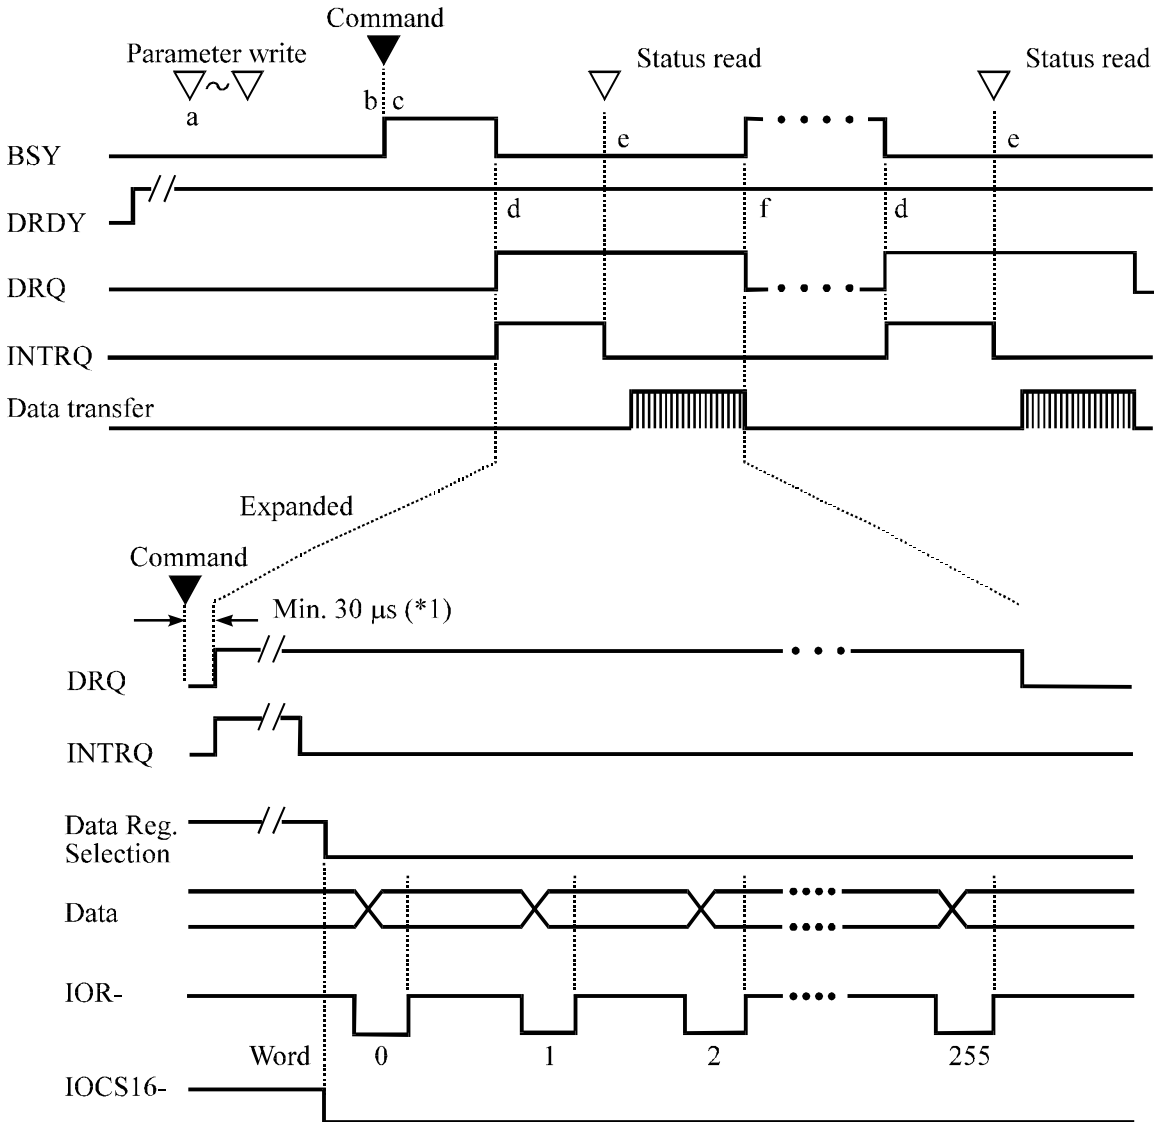 Command
Parameter write
Status read
Status read
a
b
c
BSY
e
e
DRDY
d
f
d
DRQ
INTRQ
Data transfer
Expanded
Command
Min. 30 μs (*1)
DRQ
INTRQ
Data Reg.
Selection
Data
IOR-
Word
0
1
2
255
IOCS16-